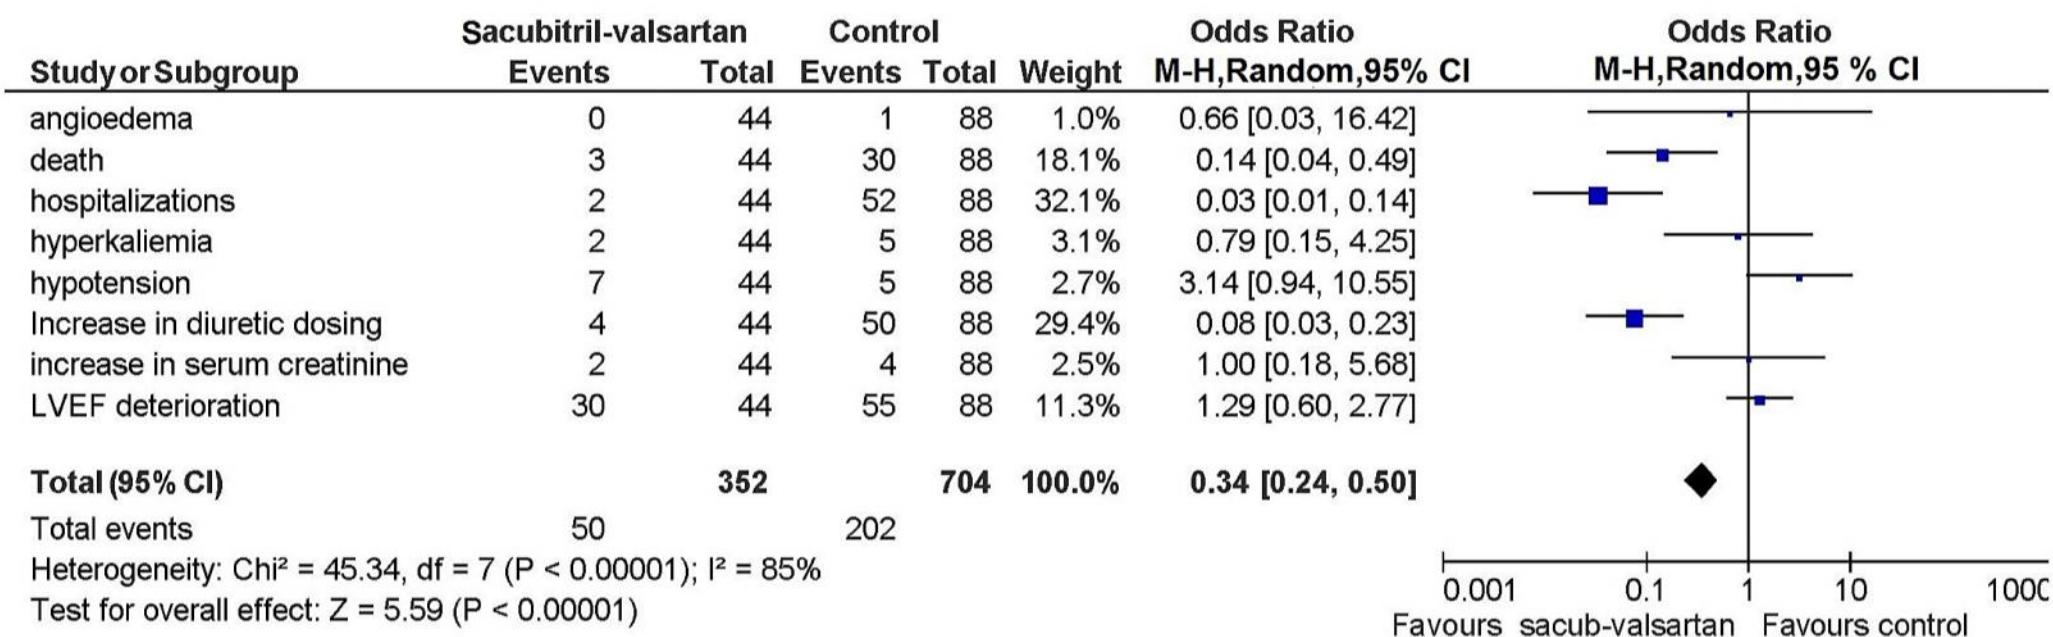 Sacubitril-valsartan Control Odds Ratio Odds Ratio
Study or Subgroup Events Total Events Total Weight M-H,Random,95% CI M-H,Random,95 % CI
angioedema 0 44 1 88 1.0% 0.66 [0.03, 16.42]
death 3 44 30 88 18.1% 0.14 [0.04, 0.49]
hospitalizations 2 44 52 88 32.1% 0.03 [0.01, 0.14]
hyperkaliemia 2 44 5 88 3.1% 0.79 [0.15, 4.25]
hypotension 7 44 5 88 2.7% 3.14 [0.94, 10.55]
Increase in diuretic dosing 4 44 50 88 29.4% 0.08 [0.03, 0.23]
increase in serum creatinine 2 44 4 88 2.5% 1.00 [0.18, 5.68]
LVEF deterioration 30 44 55 88 11.3% 1.29 [0.60, 2.77]
Total (95% CI) 352 704 100.0% 0.34 [0.24, 0.50]
Total events 50 202
Heterogeneity: Chi² = 45.34, df = 7 (P < 0.00001); I² = 85%
Test for overall effect: Z = 5.59 (P < 0.00001)
0.001 0.1 1 10 1000
Favours sacub-valsartan Favours control